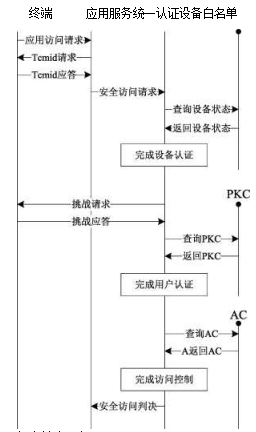 终端 应用服务统一认证设备白名单
应用访问请求
Tcmid请求
Tcmid应答
安全访问请求
查询设备状态
返回设备状态
完成设备认证
PKC
挑战请求
挑战应答
查询PKC
返回PKC
完成用户认证
AC
查询AC
A返回AC
完成访问控制
安全访问判决